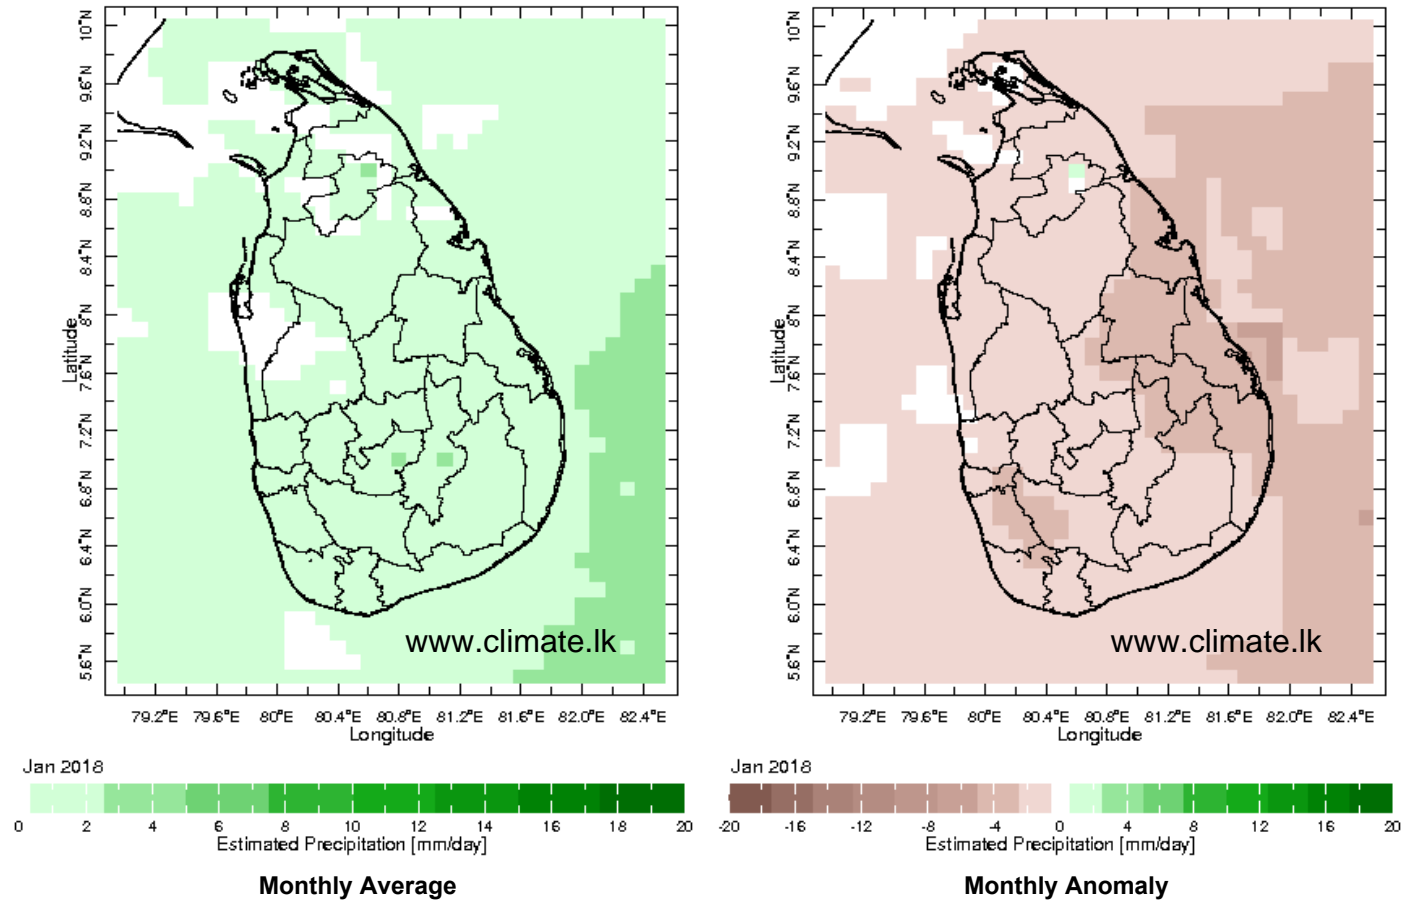 10°N
9.6°N
9.2°N
8.8°N
8.4°N
8°N
7.6°N
7.2°N
6.8°N
6.4°N
6.0°N
5.6°N
Latitude
www.climate.lk
79.2°E 79.6°E 80°E 80.4°E 80.8°E 81.2°E 81.6°E 82.0°E 82.4°E
Longitude
Jan 2018
0 2 4 6 8 10 12 14 16 20
Estimated Precipitation [mm/day]
Monthly Average
10°N
9.6°N
9.2°N
8.8°N
8.4°N
8°N
7.6°N
7.2°N
6.8°N
6.4°N
6.0°N
5.6°N
Latitude
www.climate.lk
79.2°E 79.6°E 80°E 80.4°E 80.8°E 81.2°E 81.6°E 82.0°E 82.4°E
Longitude
Jan 2018
-20 -16 -12 -8 -4 0 4 8 12 16 20
Estimated Precipitation [mm/day]
Monthly Anomaly